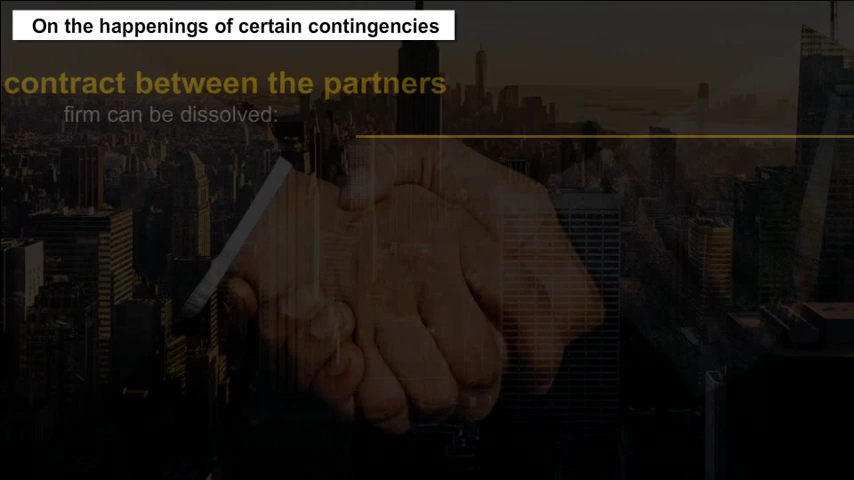 On the happenings of certain contingencies
contract between the partners
firm can be dissolved: